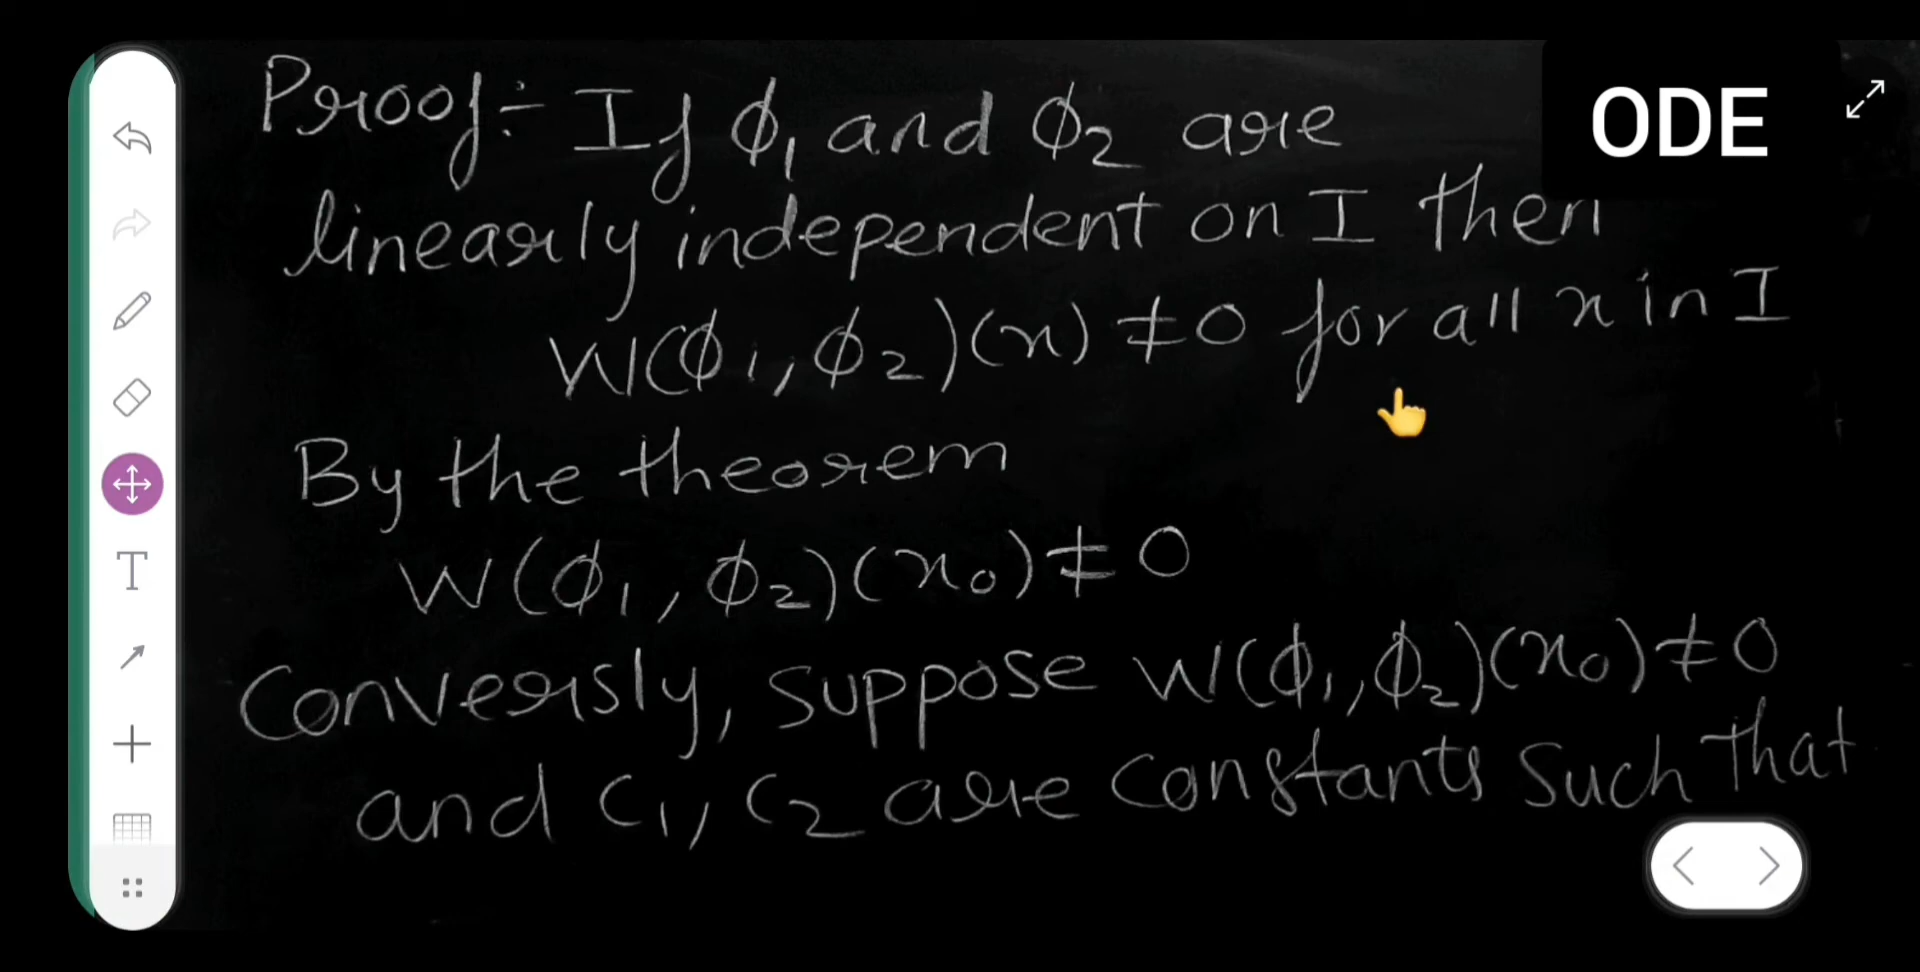 Proof:- If ϕ₁ and ϕ₂ are
ODE
linearly independent on I then
W(ϕ₁, ϕ₂)(x) ≠ 0 for all x in I
By the theorem
W(ϕ₁, ϕ₂)(x₀) ≠ 0
Conversly, suppose W(ϕ₁, ϕ₂)(x₀) ≠ 0
and c₁, c₂ are constants such that